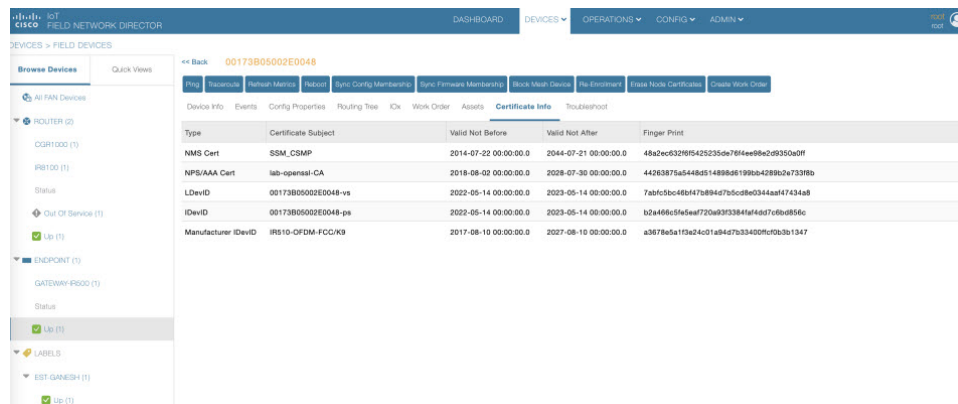 cisco IoT FIELD NETWORK DIRECTOR
DASHBOARD DEVICES OPERATIONS CONFIG ADMIN root root
DEVICES > FIELD DEVICES
Browse Devices Quick Views
<< Back 00173B05002E0048
Ping Traceroute Refresh Metrics Reboot Sync Config Membership Sync Firmware Membership Block Mesh Device Re-Enrollment Erase Node Certificates Create Work Order
Device Info Events Config Properties Routing Tree IOx Work Order Assets Certificate Info Troubleshoot
All FAN Devices
ROUTER (2)
CGR1000 (1)
IR8100 (1)
Status
Out Of Service (1)
Up (1)
ENDPOINT (1)
GATEWAY-IR500 (1)
Status
Up (1)
LABELS
EST-GANESH (1)
Up (1)
Type Certificate Subject Valid Not Before Valid Not After Finger Print
NMS Cert SSM_CSMP 2014-07-22 00:00:00.0 2044-07-21 00:00:00.0 48a2ec632f6f5425235de76f4ee98e2d9350a0ff
NPS/AAA Cert lab-openssl-CA 2018-08-02 00:00:00.0 2028-07-30 00:00:00.0 44263875a5448d514898d6199bb4289b2e733f8b
LDevID 00173B05002E0048-vs 2022-05-14 00:00:00.0 2023-05-14 00:00:00.0 7abfc5bc46bf47b894d7b5cd8e0344aaf47434a8
IDevID 00173B05002E0048-ps 2022-05-14 00:00:00.0 2023-05-14 00:00:00.0 b2a466c5fe5eaf720a93f3384faf4dd7c6bd856c
Manufacturer IDevID IR510-OFDM-FCC/K9 2017-08-10 00:00:00.0 2027-08-10 00:00:00.0 a3678e5a1f3e24c01a94d7b33400ffcf0b3b1347